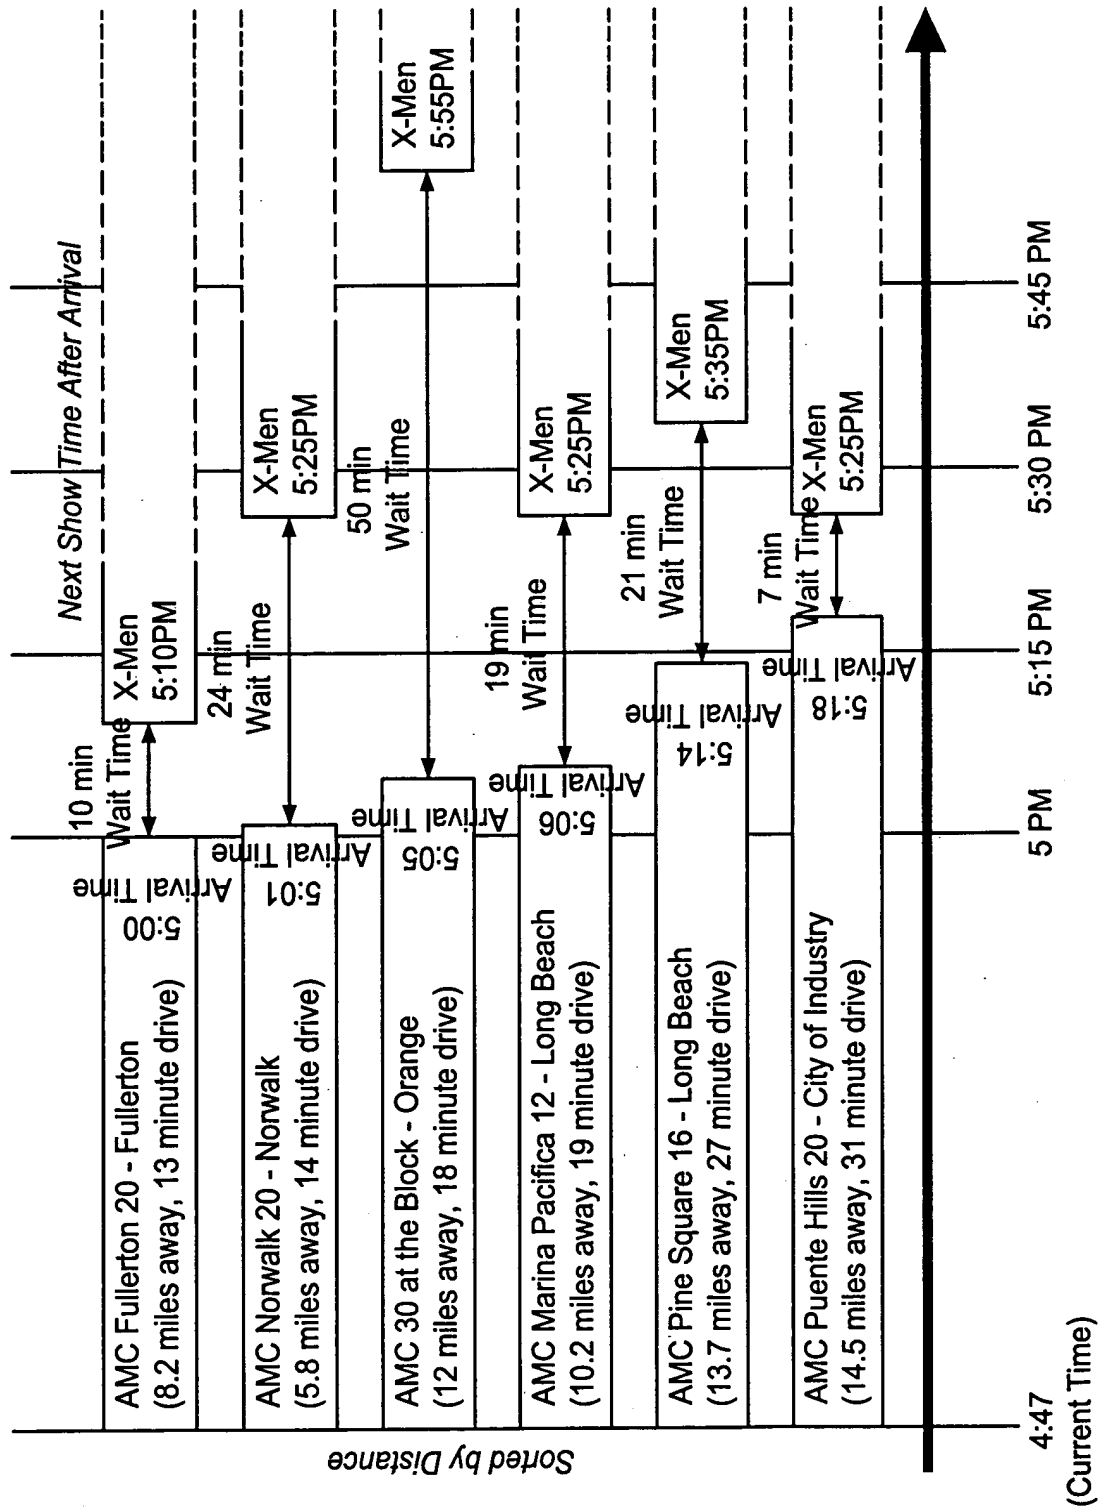 Next Show Time After Arrival
Sorted by Distance
AMC Fullerton 20 - Fullerton
(8.2 miles away, 13 minute drive)
Arrival Time
5:00
10 min
Wait Time
X-Men
5:10PM
AMC Norwalk 20 - Norwalk
(5.8 miles away, 14 minute drive)
Arrival Time
5:01
24 min
Wait Time
X-Men
5:25PM
AMC 30 at the Block - Orange
(12 miles away, 18 minute drive)
Arrival Time
5:05
50 min
Wait Time
X-Men
5:55PM
AMC Marina Pacifica 12 - Long Beach
(10.2 miles away, 19 minute drive)
Arrival Time
5:06
19 min
Wait Time
X-Men
5:25PM
AMC Pine Square 16 - Long Beach
(13.7 miles away, 27 minute drive)
Arrival Time
5:14
21 min
Wait Time
X-Men
5:35PM
AMC Puente Hills 20 - City of Industry
(14.5 miles away, 31 minute drive)
Arrival Time
5:18
7 min
Wait Time
X-Men
5:25PM
4:47
(Current Time)
5 PM
5:15 PM
5:30 PM
5:45 PM